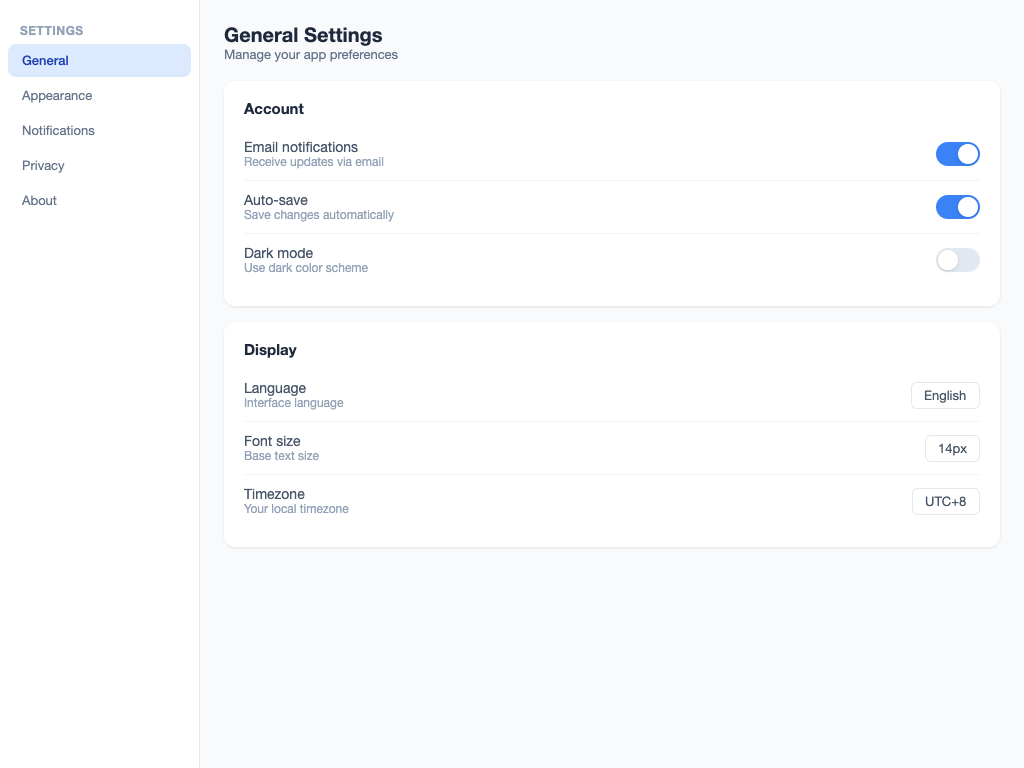 SETTINGS
General
Appearance
Notifications
Privacy
About
General Settings
Manage your app preferences
Account
Email notifications
Receive updates via email
Auto-save
Save changes automatically
Dark mode
Use dark color scheme
Display
Language
Interface language
English
Font size
Base text size
14px
Timezone
Your local timezone
UTC+8